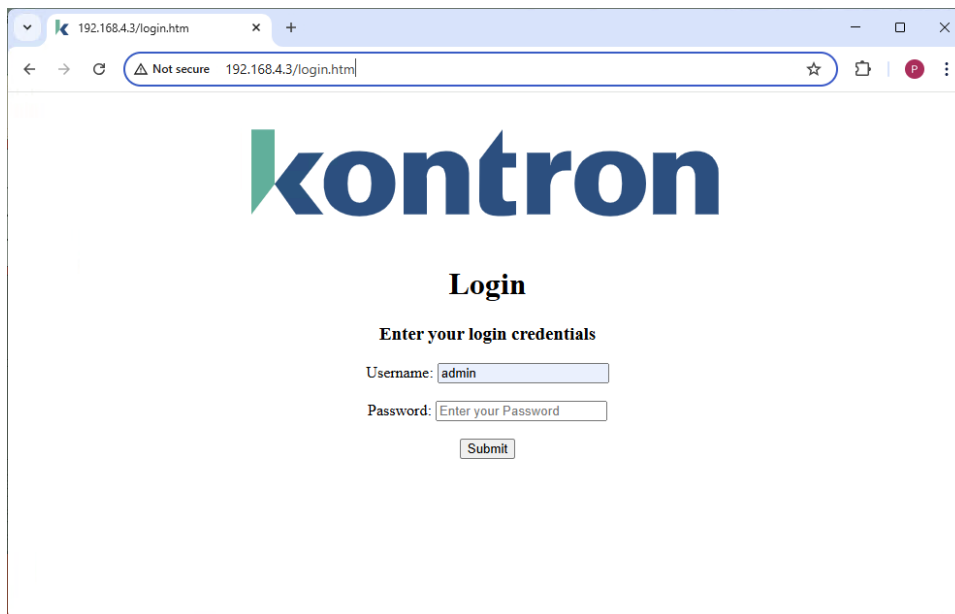 192.168.4.3/login.htm
Not secure 192.168.4.3/login.htm
P
kontron
Login
Enter your login credentials
Username: admin
Password: Enter your Password
Submit